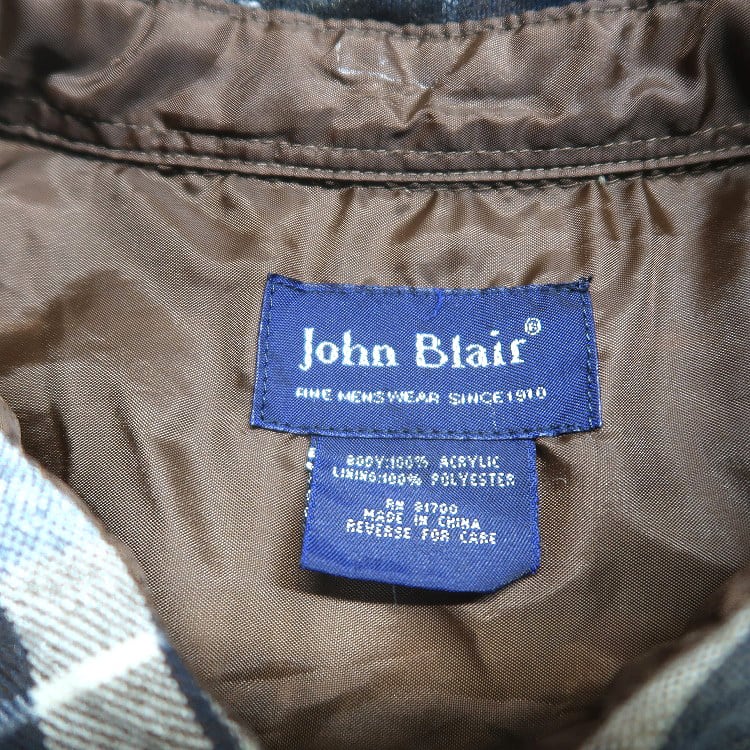 John Blair®
FINE MENSWEAR SINCE 1910
BODY:100% ACRYLIC
LINING:100% POLYESTER
RN 81700
MADE IN CHINA
REVERSE FOR CARE